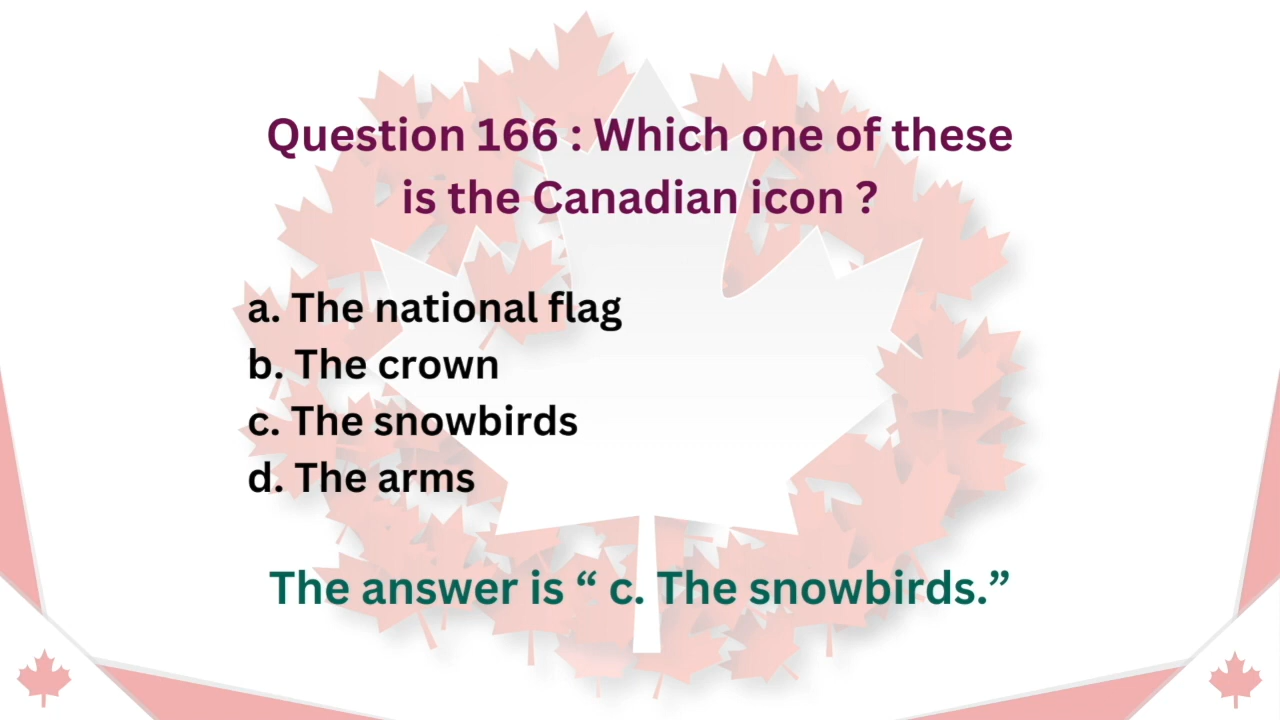 Question 166 : Which one of these
is the Canadian icon ?
a. The national flag
b. The crown
c. The snowbirds
d. The arms
The answer is “ c. The snowbirds.”